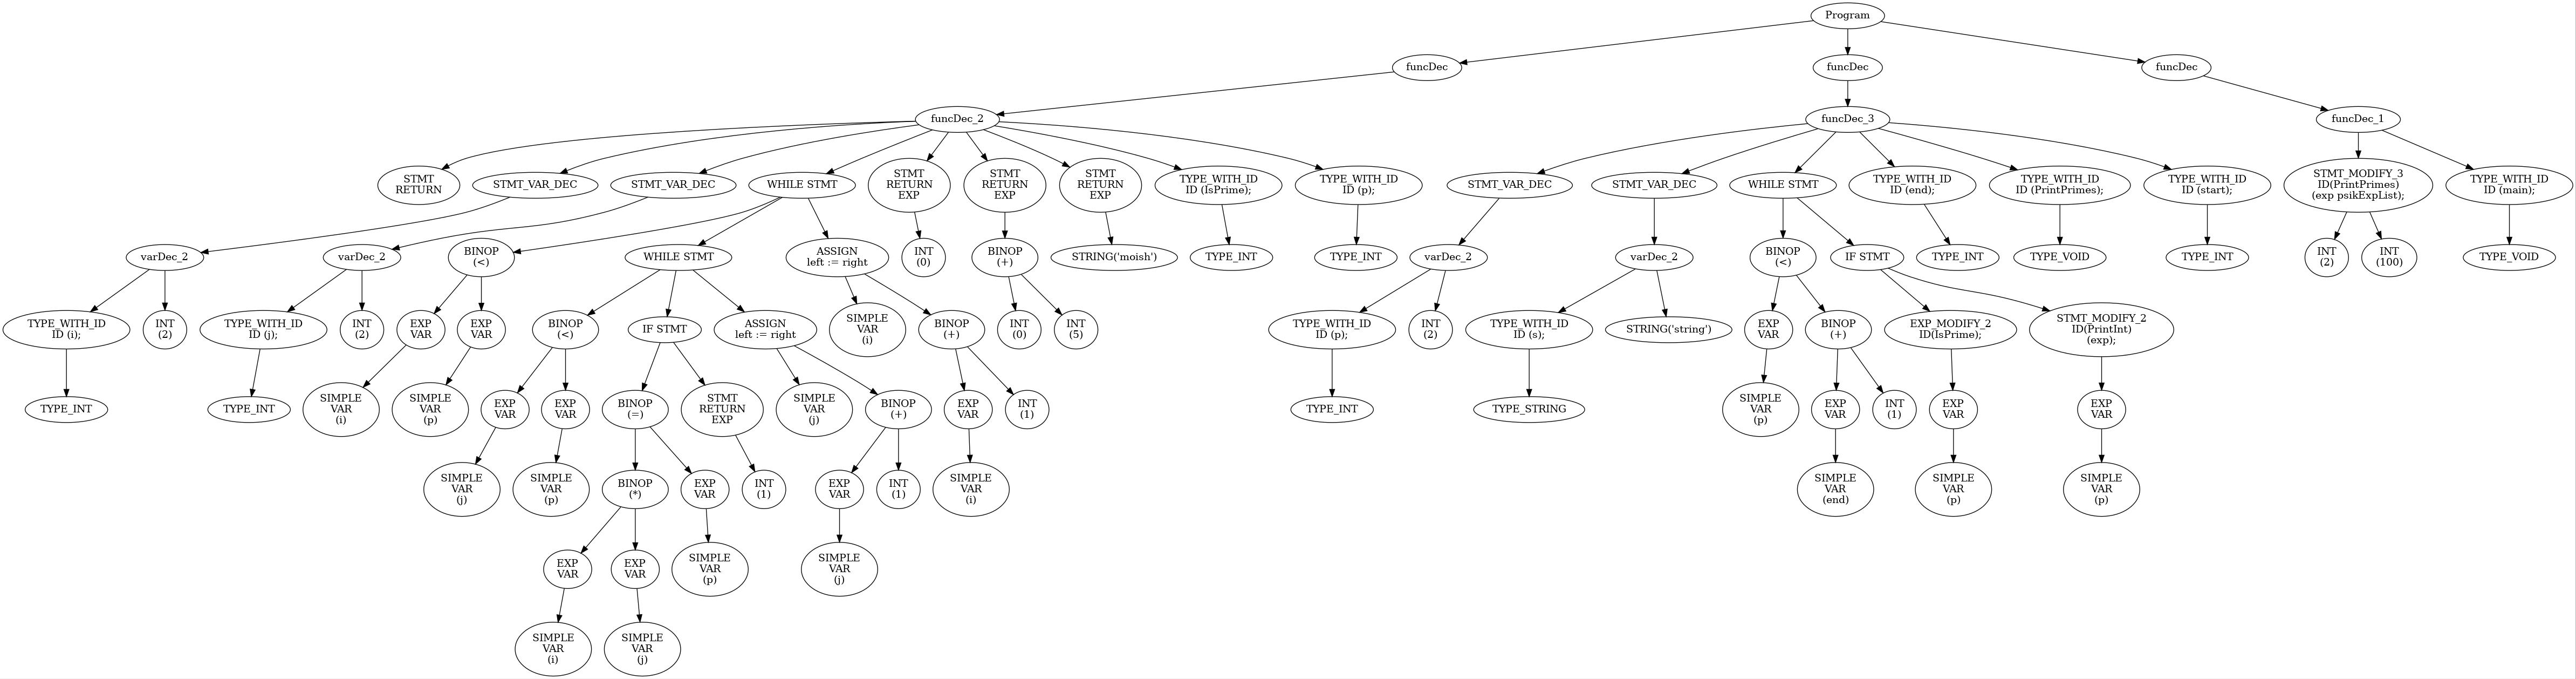 Program
funcDec
funcDec
funcDec
funcDec_2
funcDec_3
funcDec_1
STMT
RETURN
STMT_VAR_DEC
STMT_VAR_DEC
WHILE STMT
STMT
RETURN
EXP
STMT
RETURN
EXP
STMT
RETURN
EXP
TYPE_WITH_ID
ID (IsPrime);
TYPE_WITH_ID
ID (p);
STMT_VAR_DEC
STMT_VAR_DEC
WHILE STMT
TYPE_WITH_ID
ID (end);
TYPE_WITH_ID
ID (PrintPrimes);
TYPE_WITH_ID
ID (start);
STMT_MODIFY_3
ID(PrintPrimes)
(exp psikExpList);
TYPE_WITH_ID
ID (main);
varDec_2
varDec_2
BINOP
(<)
WHILE STMT
ASSIGN
left := right
INT
(0)
BINOP
(+)
STRING('moish')
TYPE_INT
TYPE_INT
varDec_2
varDec_2
BINOP
(<)
IF STMT
TYPE_INT
TYPE_VOID
TYPE_INT
INT
(2)
INT
(100)
TYPE_VOID
TYPE_WITH_ID
ID (i);
INT
(2)
TYPE_WITH_ID
ID (j);
INT
(2)
EXP
VAR
EXP
VAR
BINOP
(<)
IF STMT
ASSIGN
left := right
SIMPLE
VAR
(i)
BINOP
(+)
INT
(0)
INT
(5)
TYPE_WITH_ID
ID (p);
INT
(2)
TYPE_WITH_ID
ID (s);
STRING('string')
EXP
VAR
BINOP
(+)
EXP_MODIFY_2
ID(IsPrime);
STMT_MODIFY_2
ID(PrintInt)
(exp);
TYPE_INT
TYPE_INT
SIMPLE
VAR
(i)
SIMPLE
VAR
(p)
EXP
VAR
EXP
VAR
BINOP
(=)
STMT
RETURN
EXP
SIMPLE
VAR
(j)
BINOP
(+)
EXP
VAR
INT
(1)
TYPE_INT
TYPE_STRING
SIMPLE
VAR
(p)
EXP
VAR
INT
(1)
EXP
VAR
EXP
VAR
SIMPLE
VAR
(j)
SIMPLE
VAR
(p)
BINOP
(*)
EXP
VAR
INT
(1)
EXP
VAR
INT
(1)
SIMPLE
VAR
(i)
SIMPLE
VAR
(end)
SIMPLE
VAR
(p)
SIMPLE
VAR
(p)
EXP
VAR
EXP
VAR
SIMPLE
VAR
(p)
SIMPLE
VAR
(j)
SIMPLE
VAR
(i)
SIMPLE
VAR
(j)